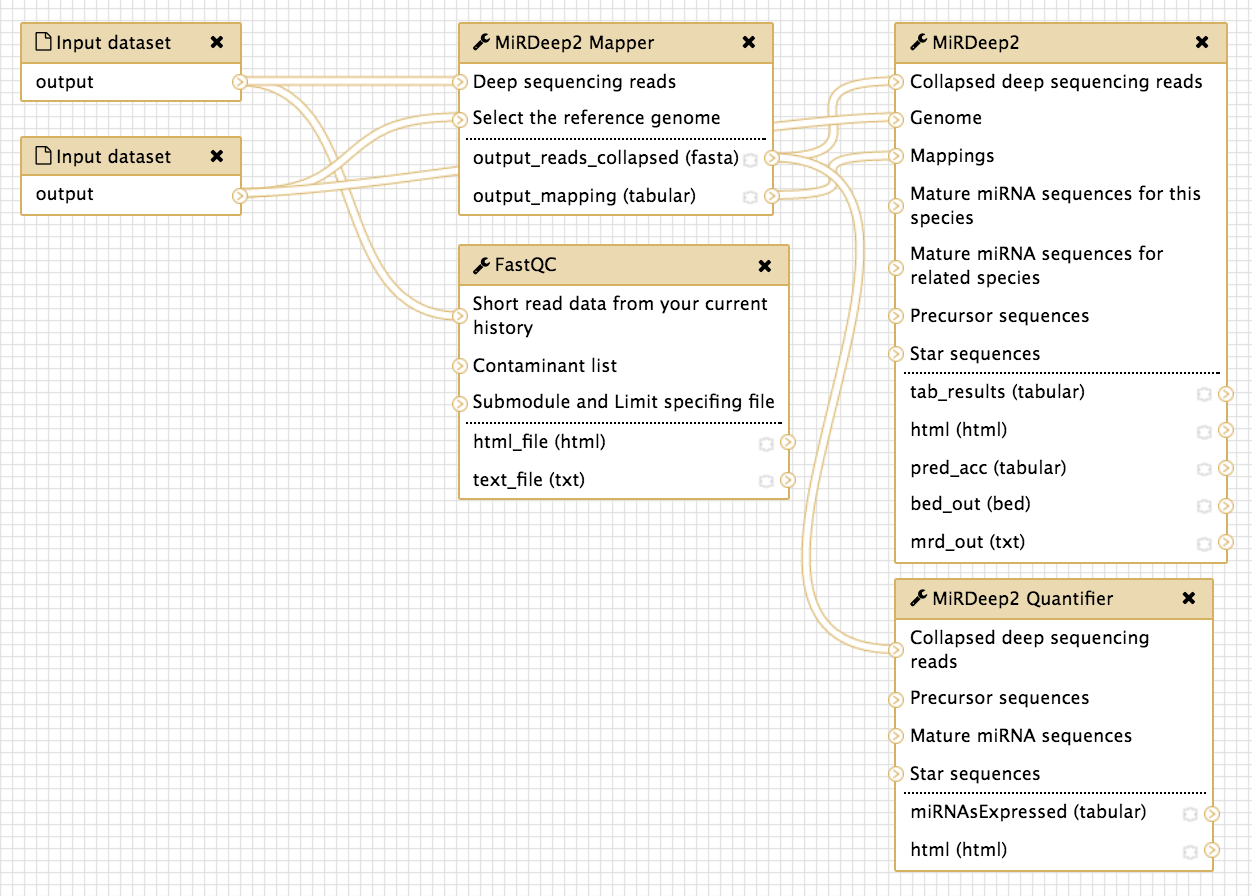 Input dataset
output
Input dataset
output
MiRDeep2 Mapper
Deep sequencing reads
Select the reference genome
output_reads_collapsed (fasta)
output_mapping (tabular)
FastQC
Short read data from your current
history
Contaminant list
Submodule and Limit specifing file
html_file (html)
text_file (txt)
MiRDeep2
Collapsed deep sequencing reads
Genome
Mappings
Mature miRNA sequences for this
species
Mature miRNA sequences for
related species
Precursor sequences
Star sequences
tab_results (tabular)
html (html)
pred_acc (tabular)
bed_out (bed)
mrd_out (txt)
MiRDeep2 Quantifier
Collapsed deep sequencing
reads
Precursor sequences
Mature miRNA sequences
Star sequences
miRNAsExpressed (tabular)
html (html)